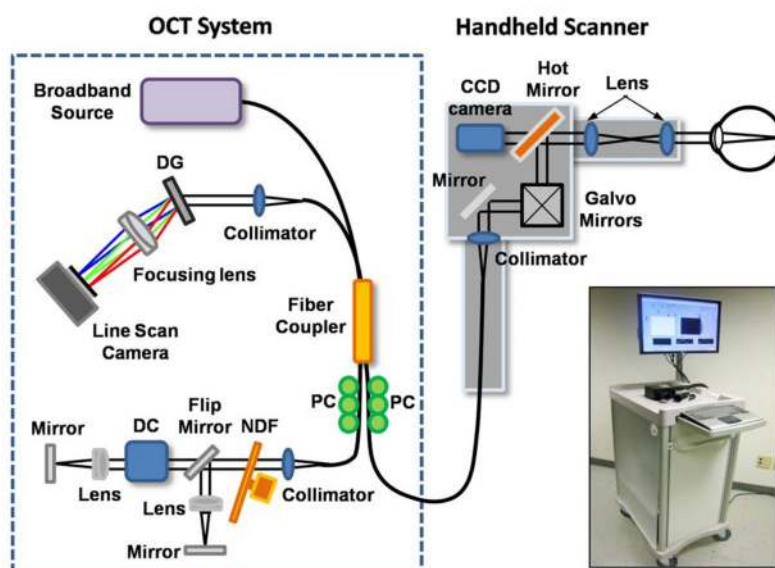 OCT System
Handheld Scanner
Broadband
Source
DG
Collimator
Focusing lens
Line Scan
Camera
Fiber
Coupler
PC
PC
Mirror
Lens
DC
Flip
Mirror
NDF
Collimator
Lens
Mirror
CCD
camera
Hot
Mirror
Lens
Mirror
Galvo
Mirrors
Collimator